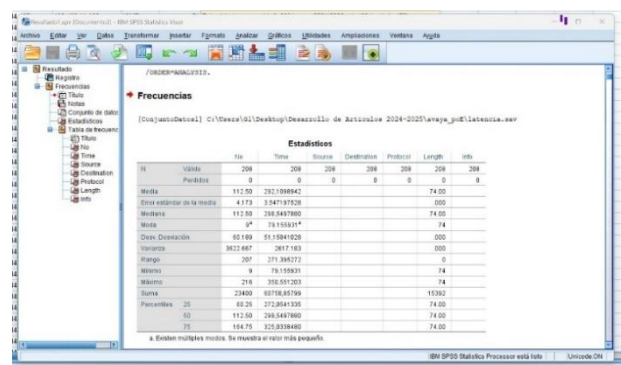 Resultado1.spv [Documento1] - IBM SPSS Statistics Visor
Archivo Editar Ver Datos Transformar Insertar Formato Analizar Gráficos Utilidades Ampliaciones Ventana Ayuda
Resultado
Registro
Frecuencias
Título
Notas
Conjunto de datos
Estadísticos
Tabla de frecuenc
Título
No
Time
Source
Destination
Protocol
Length
Info
/ORDER=ANALYSIS.
Frecuencias
[ConjuntoDatos1] C:\Users\Gl\Desktop\Desarrollo de Articulos 2024-2025\avaya_poE\latencia.sav
Estadísticos
No Time Source Destination Protocol Length Info
N Válido 208 208 208 208 208 208 208
Perdidos 0 0 0 0 0 0 0
Media 112.50 292,1098942 74.00
Error estándar de la media 4.173 3.547197528 .000
Mediana 112.50 299,5497880 74.00
Moda 9ª 79.155931ª 74
Desv. Desviación 60.189 .000
Varianza 3622.667 2617.183 .000
Rango 207 271.395272 0
Mínimo 9 79.155931 74
Máximo 216 350.551203 74
Suma 23400 60758,85799 15392
Percentiles 25 60.25 272,0541335 74.00
50 112.50 299,5497880 74.00
75 164.75 325,8338480 74.00
a. Existen múltiples modos. Se muestra el valor más pequeño.
IBM SPSS Statistics Processor está listo Unicode:ON